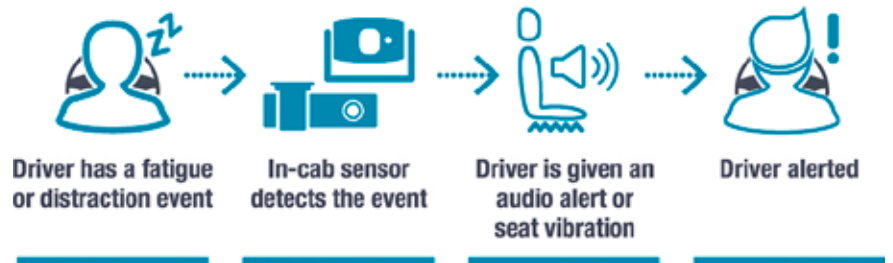 zzz
Driver has a fatigue
or distraction event
In-cab sensor
detects the event
Driver is given an
audio alert or
seat vibration
Driver alerted
!